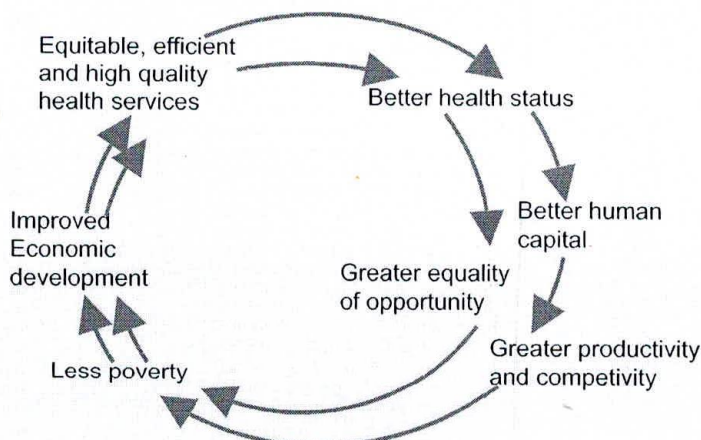 Equitable, efficient
and high quality
health services
Better health status
Better human
capital
Greater equality
of opportunity
Greater productivity
and competivity
Less poverty
Improved
Economic
development